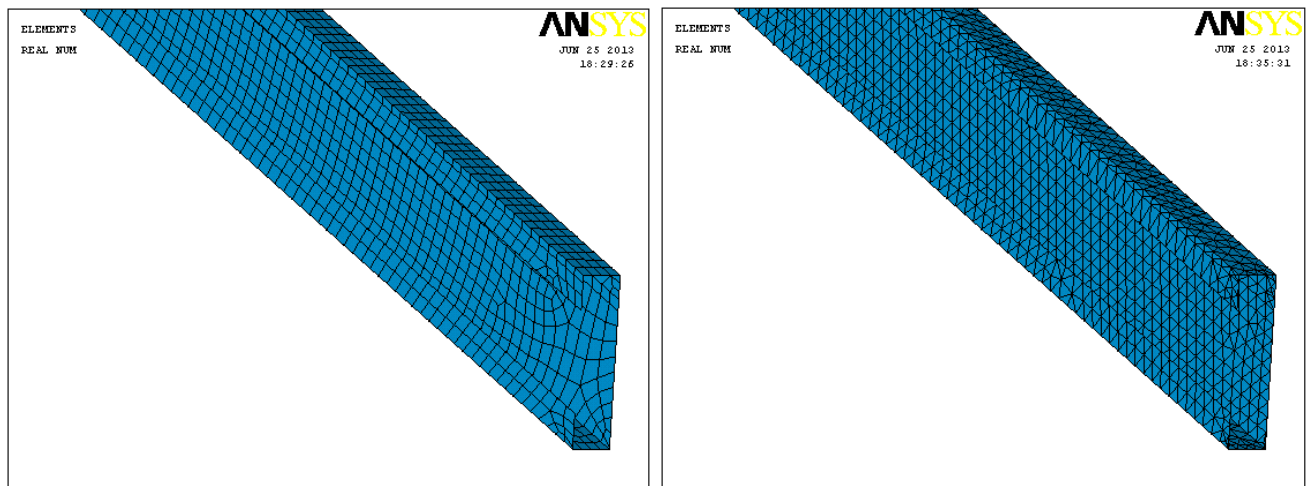 ELEMENTS
REAL NUM
ANSYS
JUN 25 2013
18:29:26
ELEMENTS
REAL NUM
ANSYS
JUN 25 2013
18:35:31